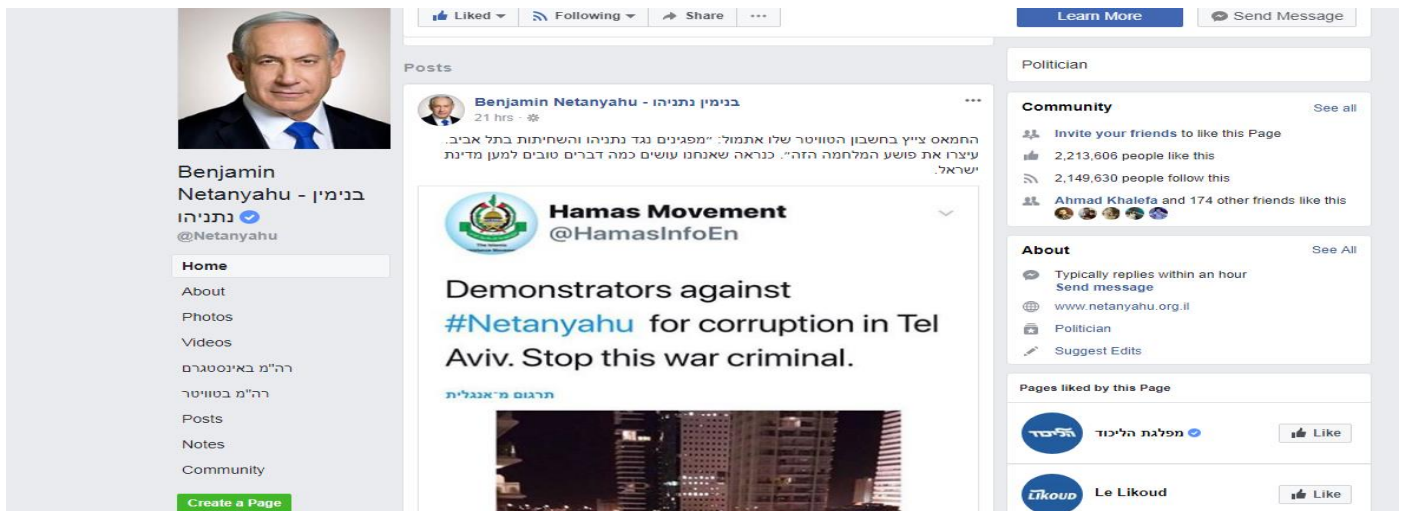 Liked
Following
Share
Learn More
Send Message
Benjamin
Netanyahu - בנימין
נתניהו
@Netanyahu
Home
About
Photos
Videos
רה"מ באינסטגרם
רה"מ בטוויטר
Posts
Notes
Community
Create a Page
Posts
Benjamin Netanyahu - בנימין נתניהו
21 hrs
החמאס צייץ בחשבון הטוויטר שלו אתמול: "מפגינים נגד נתניהו והשחיתות בתל אביב.
עיצרו את פושע המלחמה הזה". כנראה שאנחנו עושים כמה דברים טובים למען מדינת
ישראל.
Hamas Movement
@HamasInfoEn
Demonstrators against
#Netanyahu for corruption in Tel
Aviv. Stop this war criminal.
תרגום מ־אנגלית
Politician
Community
See all
Invite your friends to like this Page
2,213,606 people like this
2,149,630 people follow this
Ahmad Khalefa and 174 other friends like this
About
See All
Typically replies within an hour
Send message
www.netanyahu.org.il
Politician
Suggest Edits
Pages liked by this Page
הליכוד
מפלגת הליכוד
Like
Likoud
Le Likoud
Like